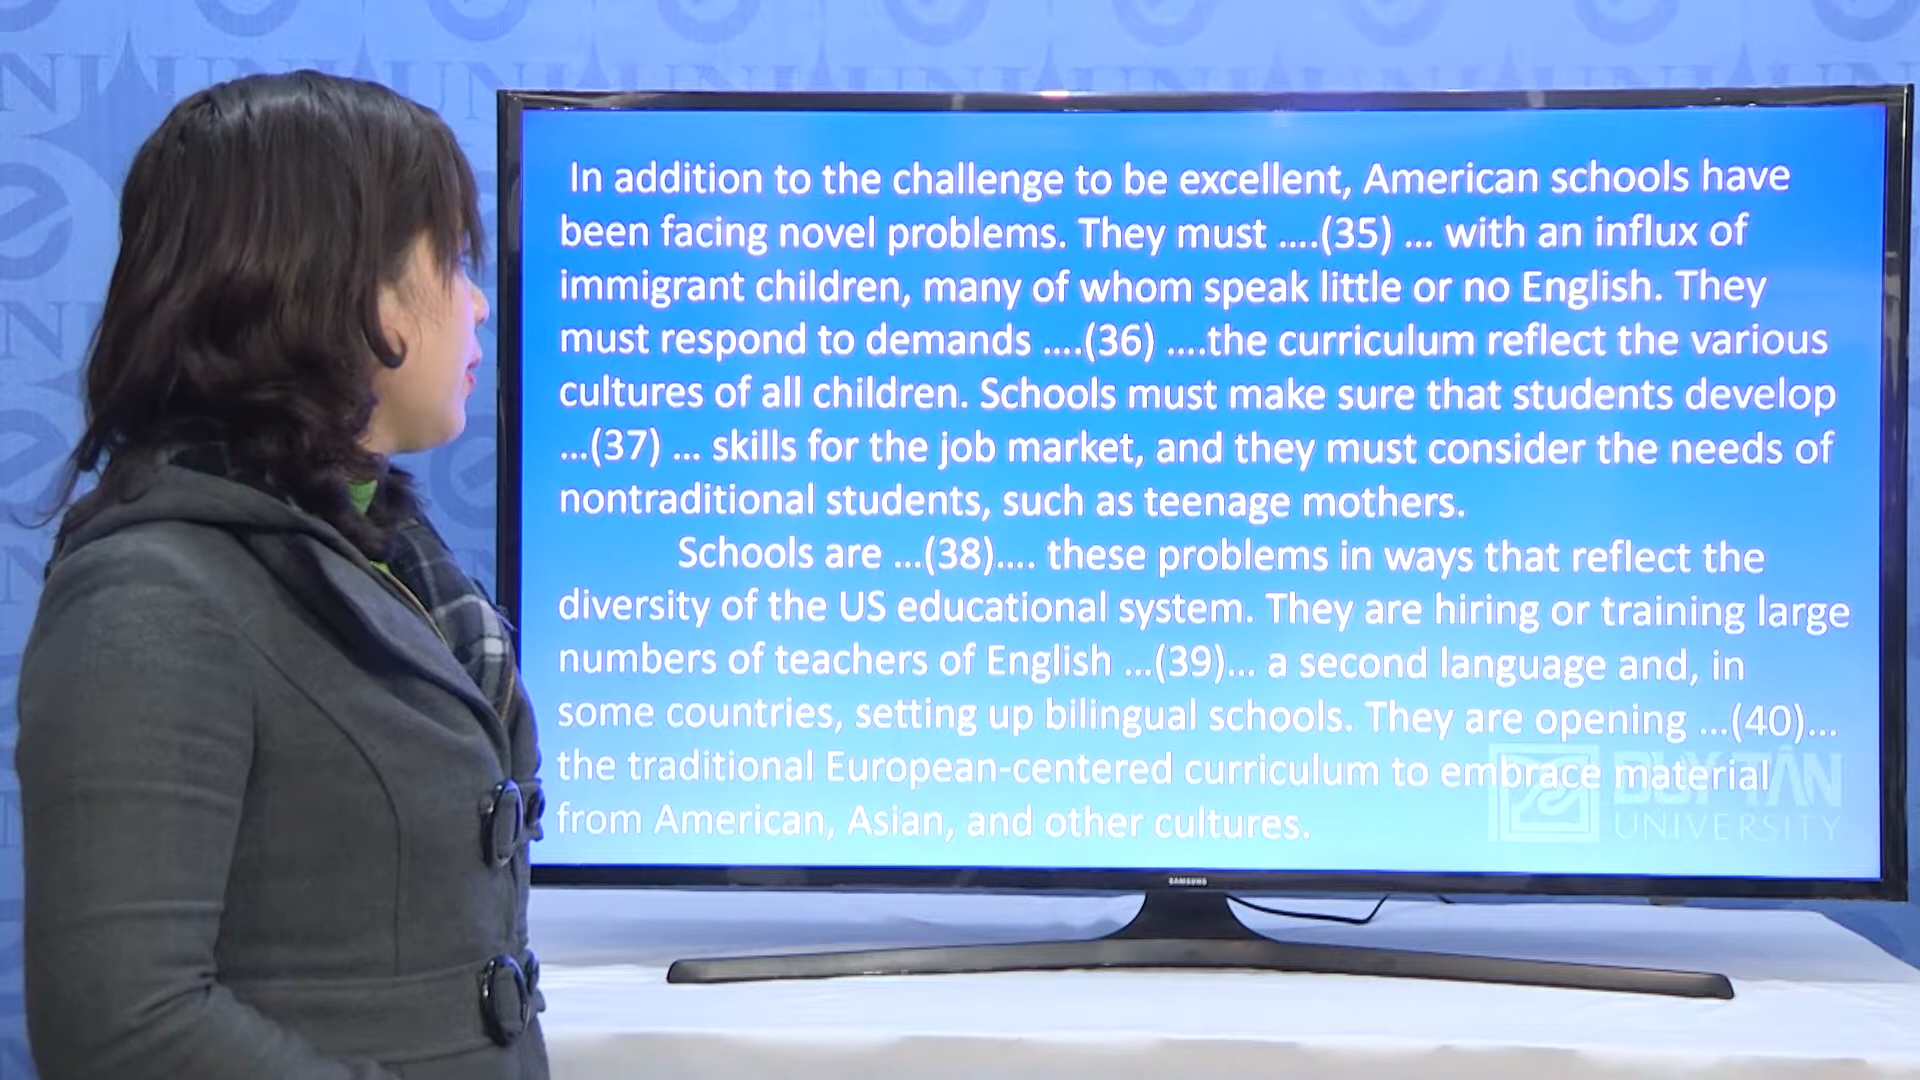 In addition to the challenge to be excellent, American schools have
been facing novel problems. They must ....(35) ... with an influx of
immigrant children, many of whom speak little or no English. They
must respond to demands ....(36) ....the curriculum reflect the various
cultures of all children. Schools must make sure that students develop
...(37) ... skills for the job market, and they must consider the needs of
nontraditional students, such as teenage mothers.
Schools are ...(38).... these problems in ways that reflect the
diversity of the US educational system. They are hiring or training large
numbers of teachers of English ...(39)... a second language and, in
some countries, setting up bilingual schools. They are opening ...(40)...
the traditional European-centered curriculum to embrace material
from American, Asian, and other cultures.
DUY TÂN
UNIVERSITY
SAMSUNG